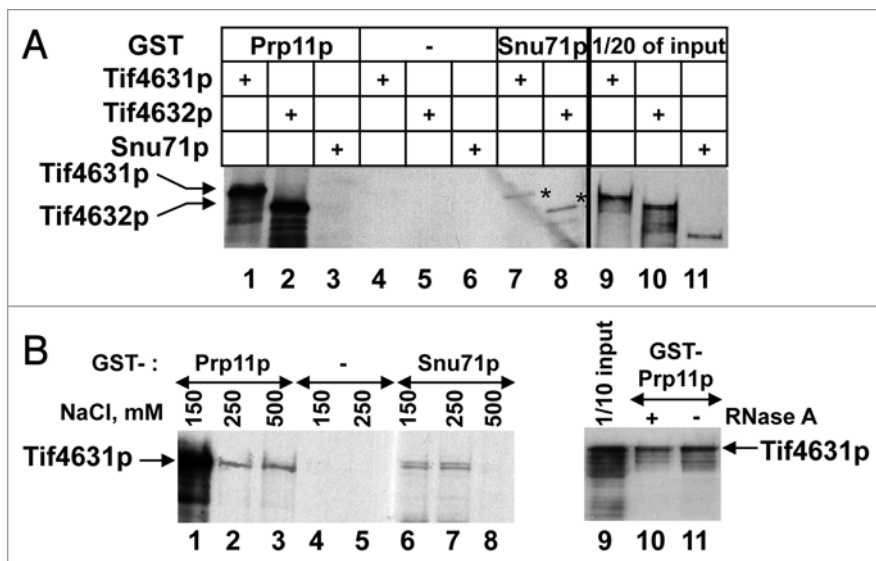 A
GST Prp11p - Snu71p 1/20 of input
Tif4631p + + + +
Tif4632p + + + +
Snu71p + + +
Tif4631p
Tif4632p
* *
1 2 3 4 5 6 7 8 9 10 11
B
GST- : Prp11p - Snu71p
NaCl, mM 150 250 500 150 250 150 250 500
Tif4631p
1 2 3 4 5 6 7 8
1/10 input
GST-
Prp11p
+ - RNase A
Tif4631p
9 10 11